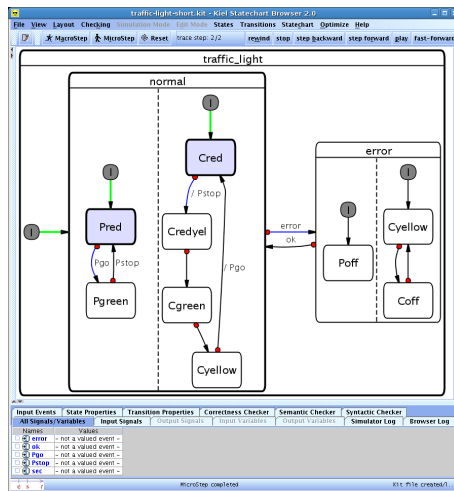 traffic-light-short.kit - Kiel Statechart Browser 2.0
File View Layout Checking Simulation Mode Edit Mode States Transitions Statechart Optimize Help
MacroStep MicroStep Reset trace step: 2/2 rewind stop step backward step forward play fast-forward
traffic_light
normal
I
Cred
error
I
/ Pstop
I
I
Pred
Credyel
error
Cyellow
I
ok
Pgo
Pstop
/ Pgo
Poff
Pgreen
Cgreen
Coff
Cyellow
Input Events State Properties Transition Properties Correctness Checker Semantic Checker Syntactic Checker
All Signals/Variables Input Signals Output Signals Input Variables Output Variables Simulator Log Browser Log
Names Values
error - not a valued event -
ok - not a valued event -
Pgo - not a valued event -
Pstop - not a valued event -
sec - not a valued event -
e s r MicroStep completed Kit file created/l...